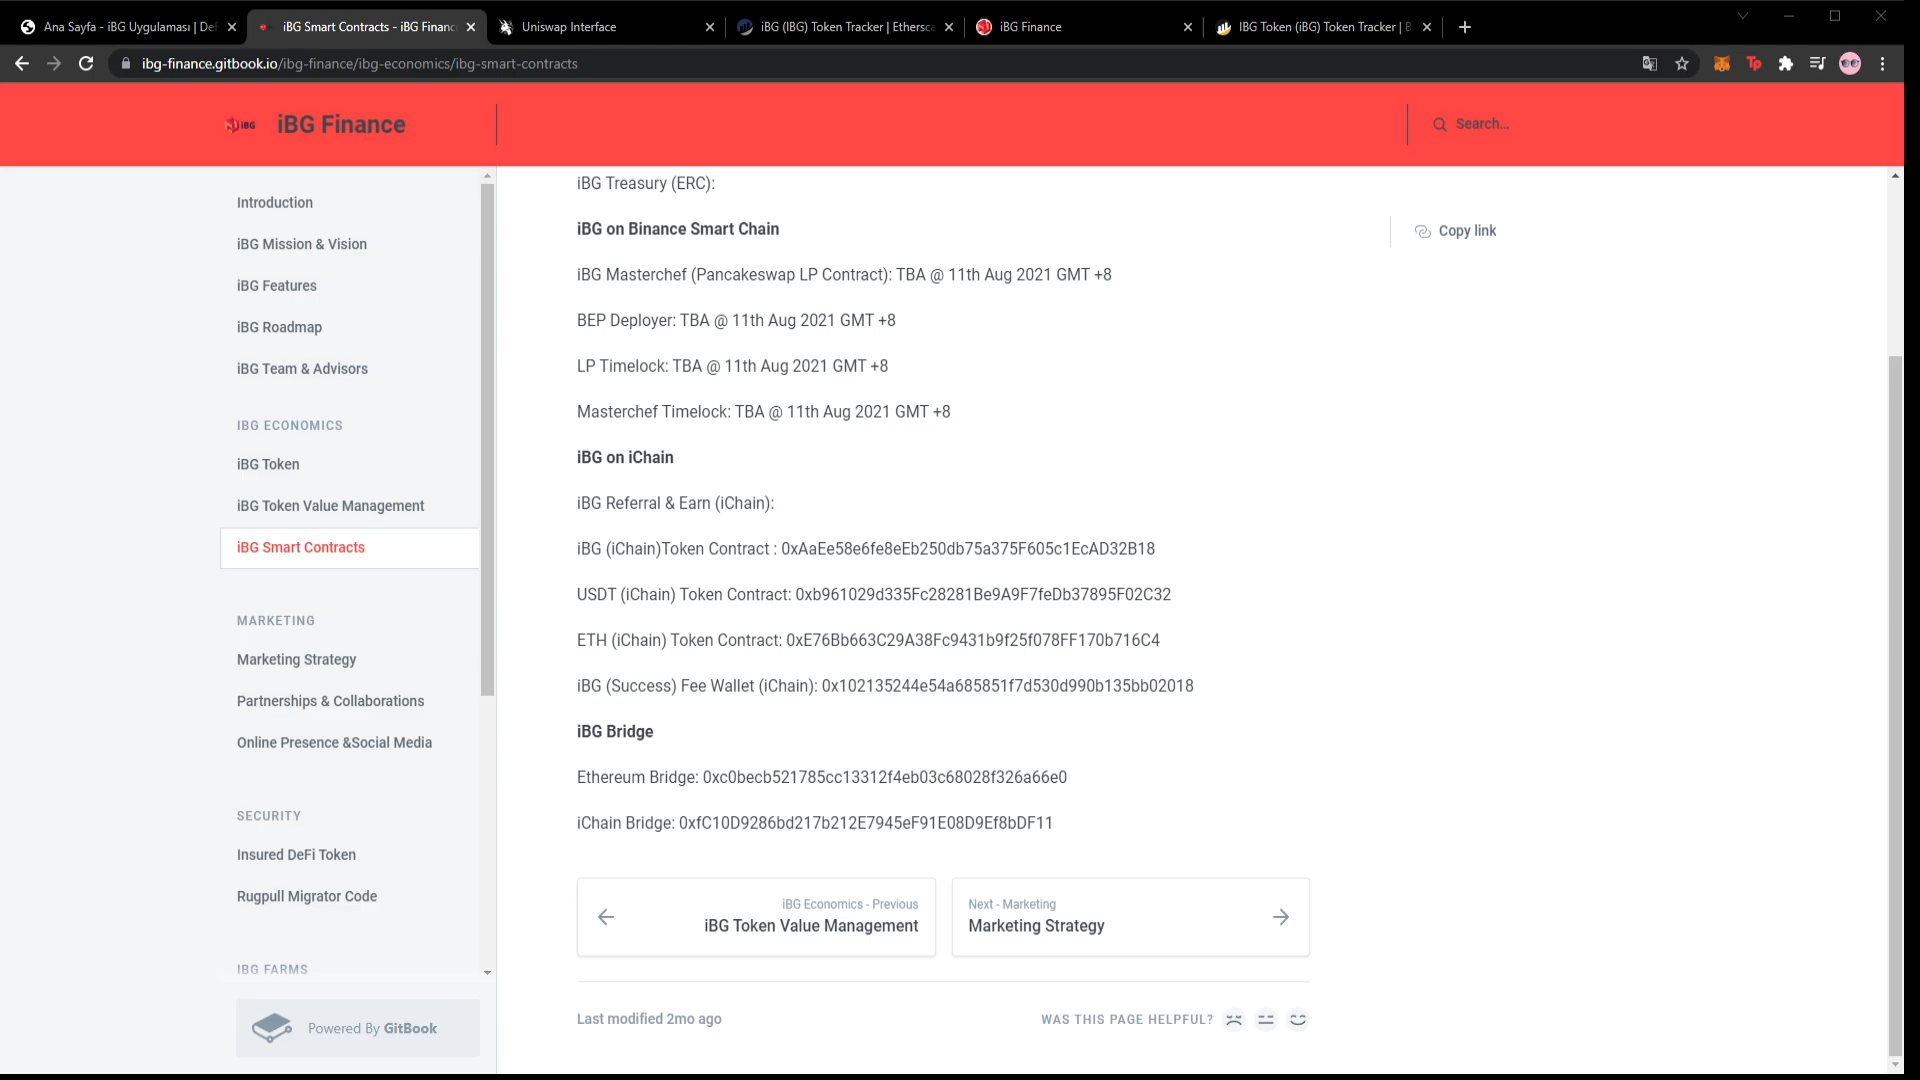 Ana Sayfa - iBG Uygulaması | Def
iBG Smart Contracts - iBG Financ
Uniswap Interface
iBG (IBG) Token Tracker | Ethersca
iBG Finance
IBG Token (iBG) Token Tracker | B
ibg-finance.gitbook.io/ibg-finance/ibg-economics/ibg-smart-contracts
Tp
iBG
iBG Finance
Search...
Introduction
iBG Mission & Vision
iBG Features
iBG Roadmap
iBG Team & Advisors
IBG ECONOMICS
iBG Token
iBG Token Value Management
iBG Smart Contracts
MARKETING
Marketing Strategy
Partnerships & Collaborations
Online Presence &Social Media
SECURITY
Insured DeFi Token
Rugpull Migrator Code
IBG FARMS
Powered By GitBook
iBG Treasury (ERC):
iBG on Binance Smart Chain
iBG Masterchef (Pancakeswap LP Contract): TBA @ 11th Aug 2021 GMT +8
BEP Deployer: TBA @ 11th Aug 2021 GMT +8
LP Timelock: TBA @ 11th Aug 2021 GMT +8
Masterchef Timelock: TBA @ 11th Aug 2021 GMT +8
iBG on iChain
iBG Referral & Earn (iChain):
iBG (iChain)Token Contract : 0xAaEe58e6fe8eEb250db75a375F605c1EcAD32B18
USDT (iChain) Token Contract: 0xb961029d335Fc28281Be9A9F7feDb37895F02C32
ETH (iChain) Token Contract: 0xE76Bb663C29A38Fc9431b9f25f078FF170b716C4
iBG (Success) Fee Wallet (iChain): 0x102135244e54a685851f7d530d990b135bb02018
iBG Bridge
Ethereum Bridge: 0xc0becb521785cc13312f4eb03c68028f326a66e0
iChain Bridge: 0xfC10D9286bd217b212E7945eF91E08D9Ef8bDF11
iBG Economics - Previous
iBG Token Value Management
Next - Marketing
Marketing Strategy
Last modified 2mo ago
WAS THIS PAGE HELPFUL?
Copy link